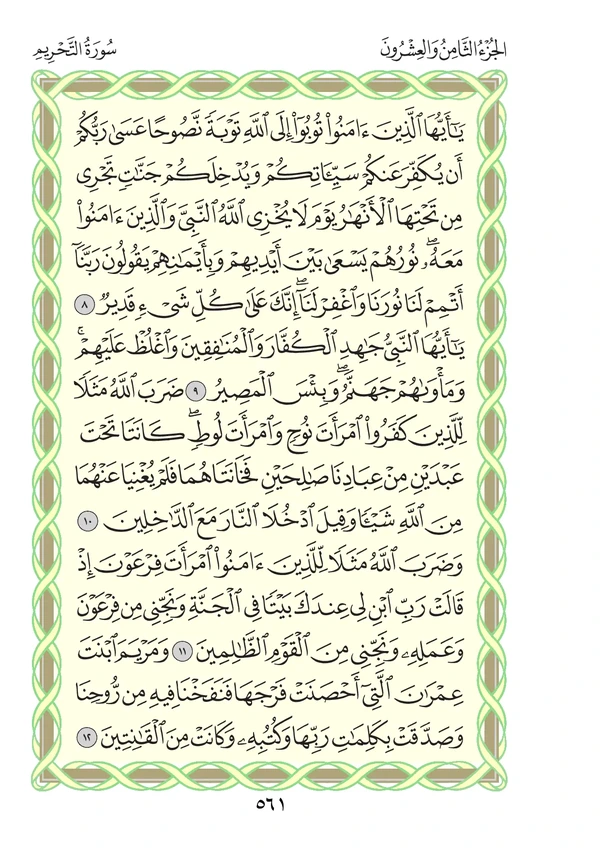 الجُزْءُ الثَّامِنُ وَالعِشْرُونَ
سُورَةُ التَّحْرِيمِ
يَـٰٓأَيُّهَا ٱلَّذِينَ ءَامَنُوا۟ تُوبُوٓا۟ إِلَى ٱللَّهِ تَوْبَةً نَّصُوحًا عَسَىٰ رَبُّكُمْ
أَن يُكَفِّرَ عَنكُمْ سَيِّـَٔاتِكُمْ وَيُدْخِلَكُمْ جَنَّـٰتٍ تَجْرِى
مِن تَحْتِهَا ٱلْأَنْهَـٰرُ يَوْمَ لَا يُخْزِى ٱللَّهُ ٱلنَّبِىَّ وَٱلَّذِينَ ءَامَنُوا۟
مَعَهُۥۖ نُورُهُمْ يَسْعَىٰ بَيْنَ أَيْدِيهِمْ وَبِأَيْمَـٰنِهِمْ يَقُولُونَ رَبَّنَآ
أَتْمِمْ لَنَا نُورَنَا وَٱغْفِرْ لَنَآۖ إِنَّكَ عَلَىٰ كُلِّ شَىْءٍ قَدِيرٌ ٨
يَـٰٓأَيُّهَا ٱلنَّبِىُّ جَـٰهِدِ ٱلْكُفَّارَ وَٱلْمُنَـٰفِقِينَ وَٱغْلُظْ عَلَيْهِمْۚ
وَمَأْوَىٰهُمْ جَهَنَّمُۖ وَبِئْسَ ٱلْمَصِيرُ ٩ ضَرَبَ ٱللَّهُ مَثَلًا
لِّلَّذِينَ كَفَرُوا۟ ٱمْرَأَتَ نُوحٍ وَٱمْرَأَتَ لُوطٍۖ كَانَتَا تَحْتَ
عَبْدَيْنِ مِنْ عِبَادِنَا صَـٰلِحَيْنِ فَخَانَتَاهُمَا فَلَمْ يُغْنِيَا عَنْهُمَا
مِنَ ٱللَّهِ شَيْـًٔا وَقِيلَ ٱدْخُلَا ٱلنَّارَ مَعَ ٱلدَّٰخِلِينَ ١٠
وَضَرَبَ ٱللَّهُ مَثَلًا لِّلَّذِينَ ءَامَنُوا۟ ٱمْرَأَتَ فِرْعَوْنَ إِذْ
قَالَتْ رَبِّ ٱبْنِ لِى عِندَكَ بَيْتًا فِى ٱلْجَنَّةِ وَنَجِّنِى مِن فِرْعَوْنَ
وَعَمَلِهِۦ وَنَجِّنِى مِنَ ٱلْقَوْمِ ٱلظَّـٰلِمِينَ ١١ وَمَرْيَمَ ٱبْنَتَ
عِمْرَٰنَ ٱلَّتِىٓ أَحْصَنَتْ فَرْجَهَا فَنَفَخْنَا فِيهِ مِن رُّوحِنَا
وَصَدَّقَتْ بِكَلِمَـٰتِ رَبِّهَا وَكُتُبِهِۦ وَكَانَتْ مِنَ ٱلْقَـٰنِتِينَ ١٢
٥٦١